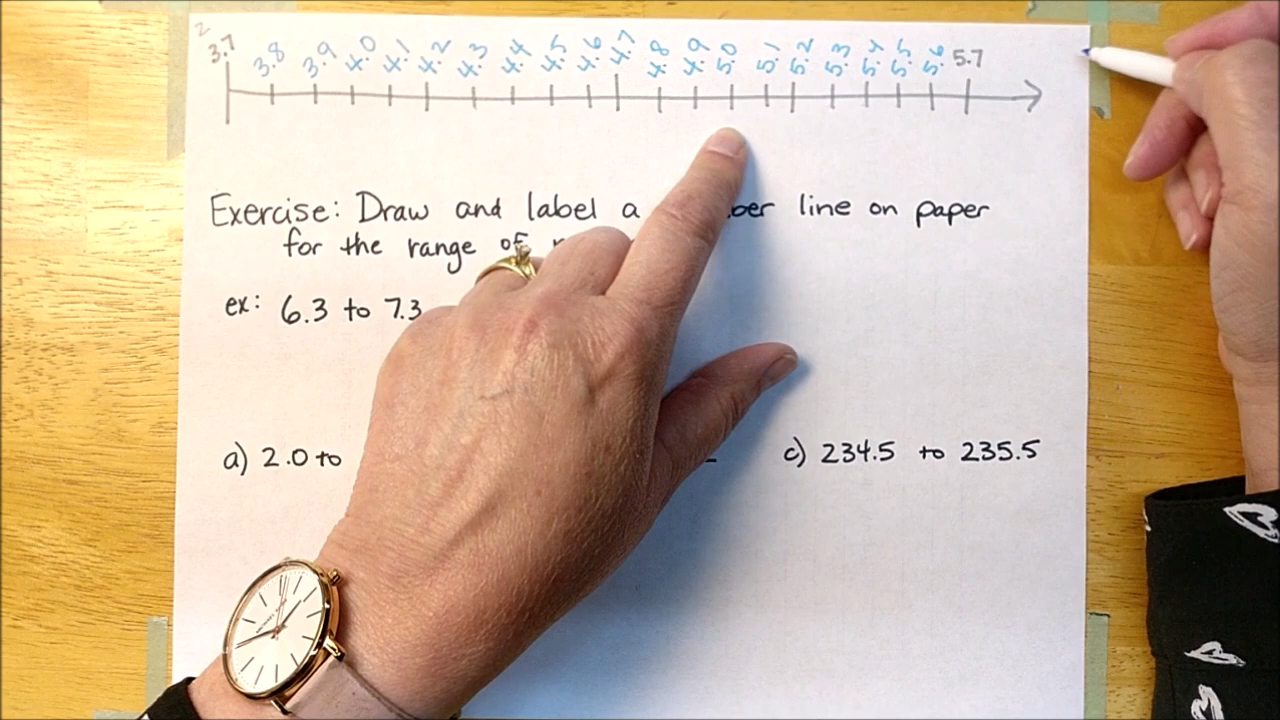 2
3.7 3.8 3.9 4.0 4.1 4.2 4.3 4.4 4.5 4.6 4.7 4.8 4.9 5.0 5.1 5.2 5.3 5.4 5.5 5.6 5.7
Exercise: Draw and label a line on paper
for the range of
ex: 6.3 to 7.3
a) 2.0 to
c) 234.5 to 235.5